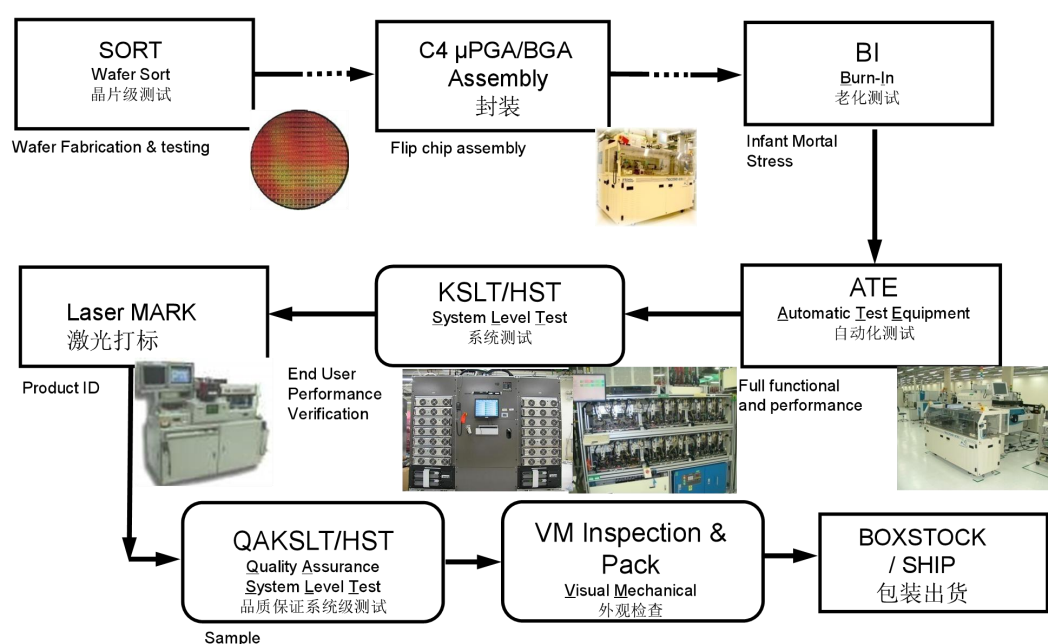 SORT
Wafer Sort
晶片级测试
Wafer Fabrication & testing
C4 µPGA/BGA
Assembly
封装
Flip chip assembly
BI
Burn-In
老化测试
Infant Mortal
Stress
ATE
Automatic Test Equipment
自动化测试
Full functional
and performance
KSLT/HST
System Level Test
系统测试
End User
Performance
Verification
Laser MARK
激光打标
Product ID
QAKSLT/HST
Quality Assurance
System Level Test
品质保证系统级测试
Sample
VM Inspection &
Pack
Visual Mechanical
外观检查
BOXSTOCK
/ SHIP
包装出货